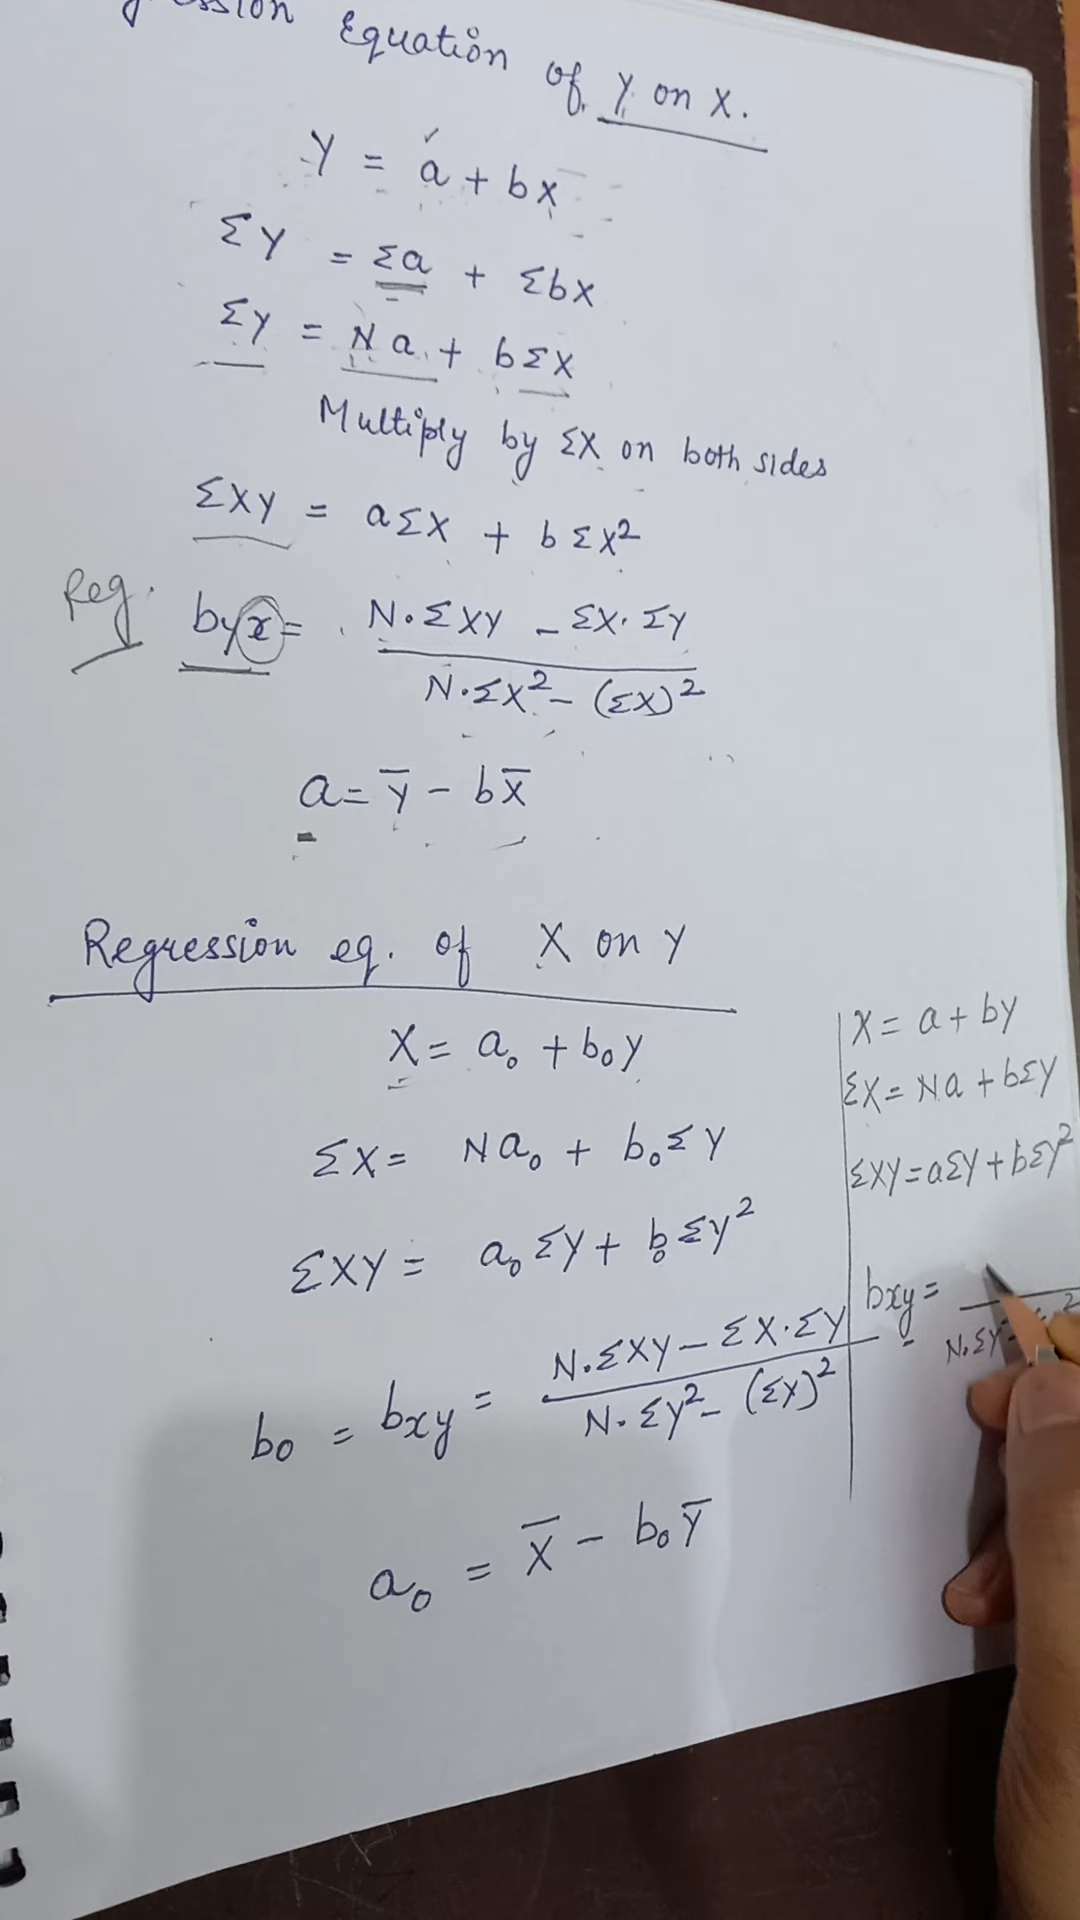 Equation of Y on X.
Y = a + bX
ΣY = Σa + ΣbX
ΣY = Na + bΣX
Multiply by ΣX on both sides
ΣXY = aΣX + bΣX²
Reg. byx = N.ΣXY - ΣX.ΣY
N.ΣX² - (ΣX)²
a = Y̅ - bX̅
Regression eq. of X on Y
X = a₀ + b₀Y
ΣX = Na₀ + b₀ΣY
ΣXY = a₀ΣY + b₀ΣY²
b₀ = bxy = N.ΣXY - ΣX.ΣY
N.ΣY² - (ΣY)²
a₀ = X̅ - b₀Y̅
X = a + bY
ΣX = Na + bΣY
ΣXY = aΣY + bΣY²
bxy =
N.ΣY²